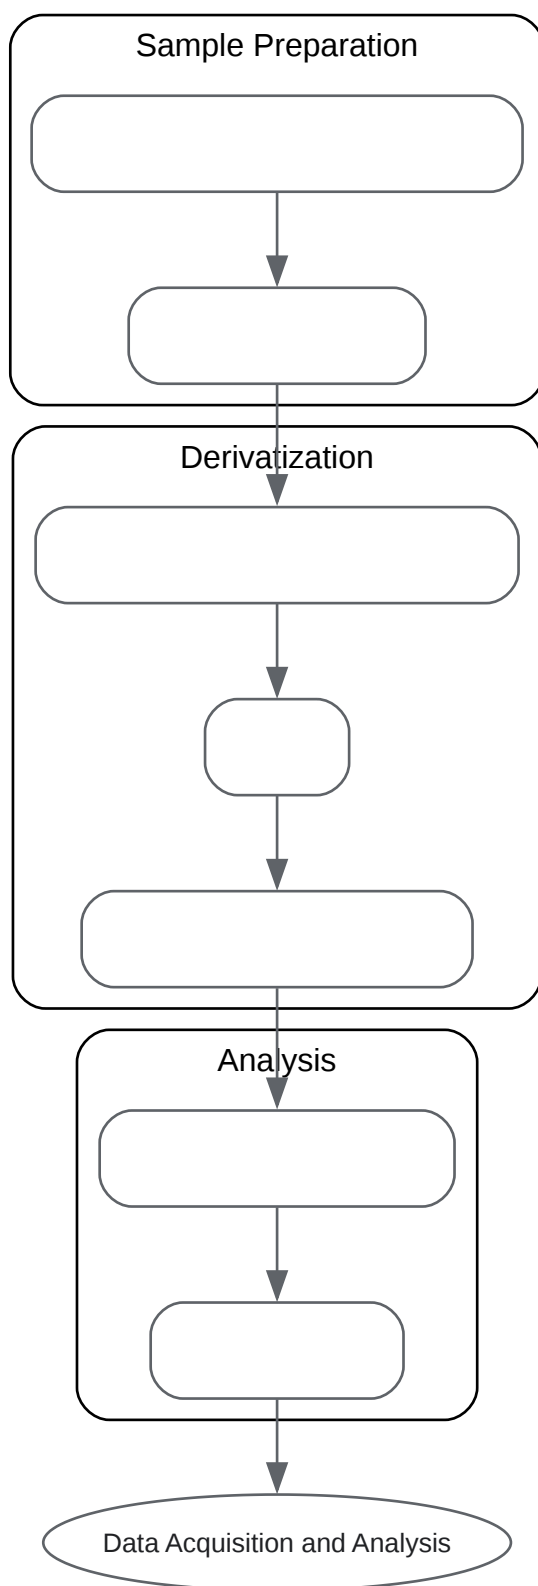 Sample Preparation
Derivatization
Analysis
Data Acquisition and Analysis